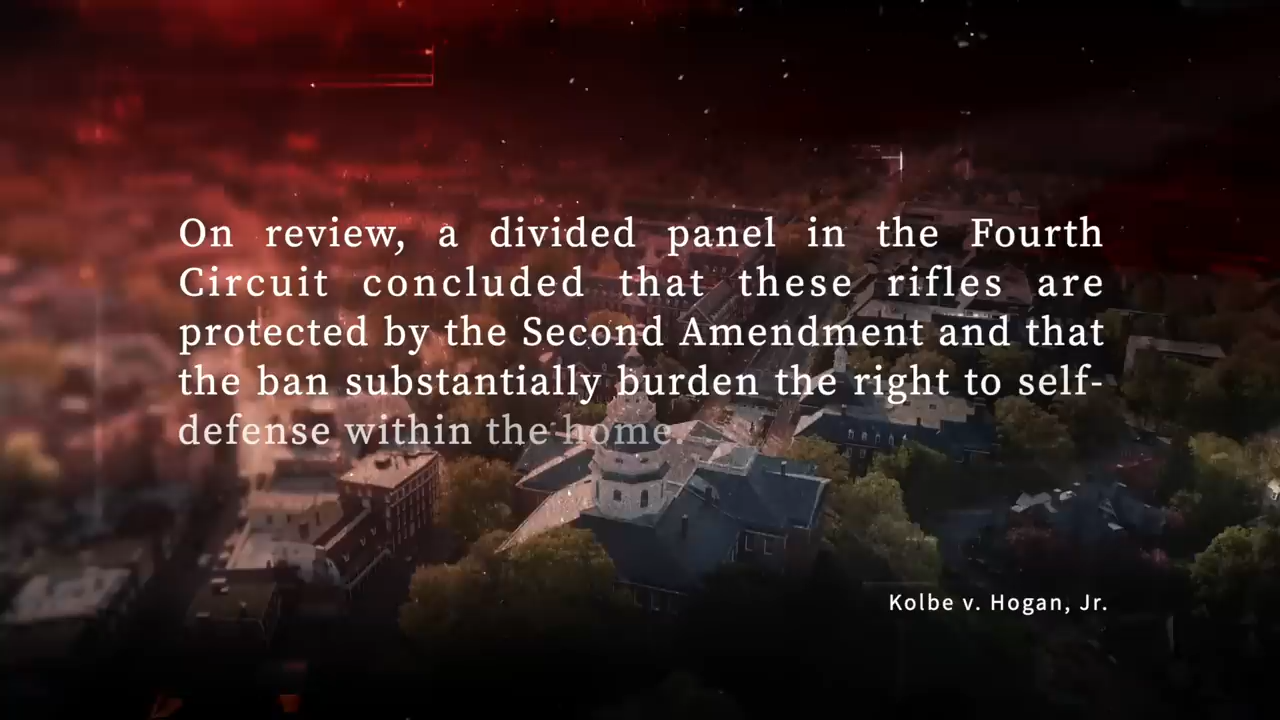 On review, a divided panel in the Fourth
Circuit concluded that these rifles are
protected by the Second Amendment and that
the ban substantially burden the right to self-
defense within the home.
Kolbe v. Hogan, Jr.